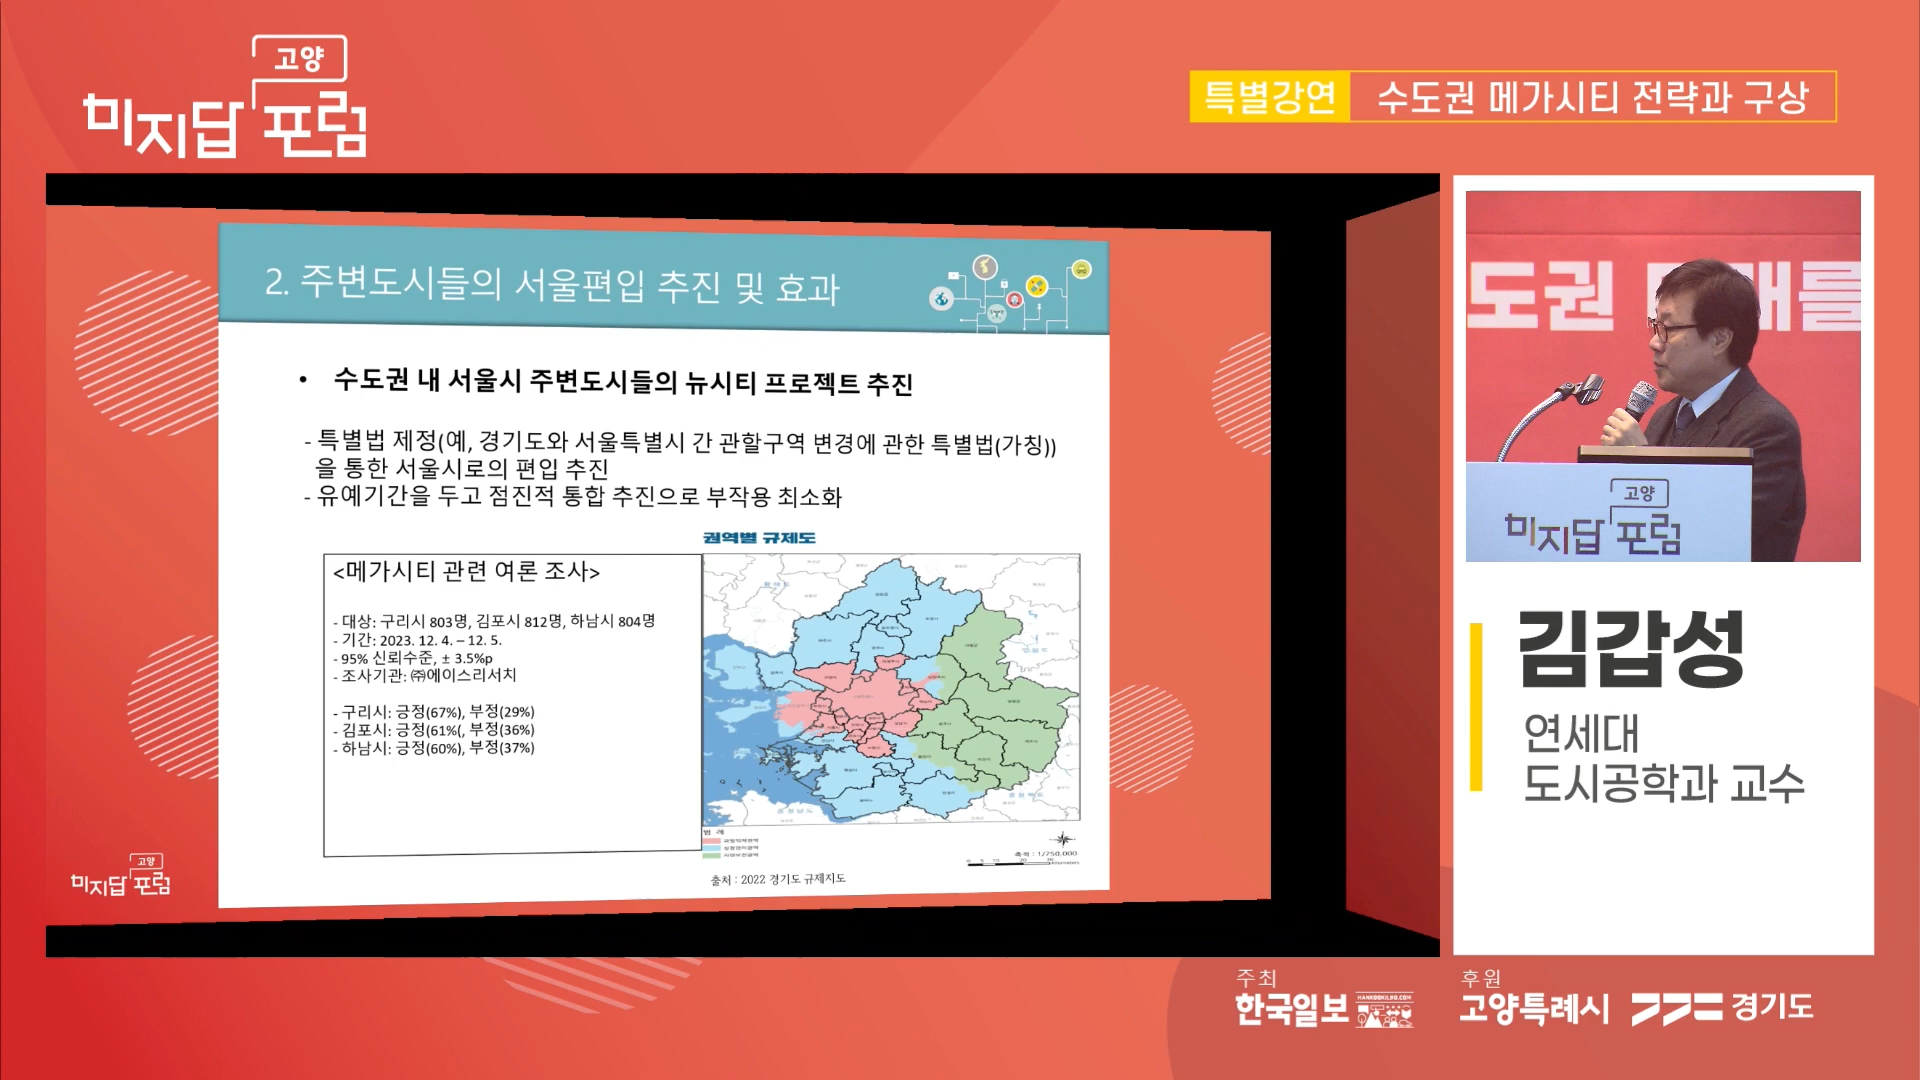 고양
미지답 포럼
특별강연 수도권 메가시티 전략과 구상
2. 주변도시들의 서울편입 추진 및 효과
• 수도권 내 서울시 주변도시들의 뉴시티 프로젝트 추진
- 특별법 제정(예, 경기도와 서울특별시 간 관할구역 변경에 관한 특별법(가칭))
을 통한 서울시로의 편입 추진
- 유예기간을 두고 점진적 통합 추진으로 부작용 최소화
권역별 규제도
<메가시티 관련 여론 조사>
- 대상: 구리시 803명, 김포시 812명, 하남시 804명
- 기간: 2023. 12. 4. – 12. 5.
- 95% 신뢰수준, ± 3.5%p
- 조사기관: ㈜에이스리서치
- 구리시: 긍정(67%), 부정(29%)
- 김포시: 긍정(61%(, 부정(36%)
- 하남시: 긍정(60%), 부정(37%)
범 례
축척 : 1/750,000
출처 : 2022 경기도 규제지도
고양
미지답 포럼
도권
래를
고양
미지답 포럼
김갑성
연세대
도시공학과 교수
주최
한국일보 HANKOOKILBO.COM
후원
고양특례시 경기도